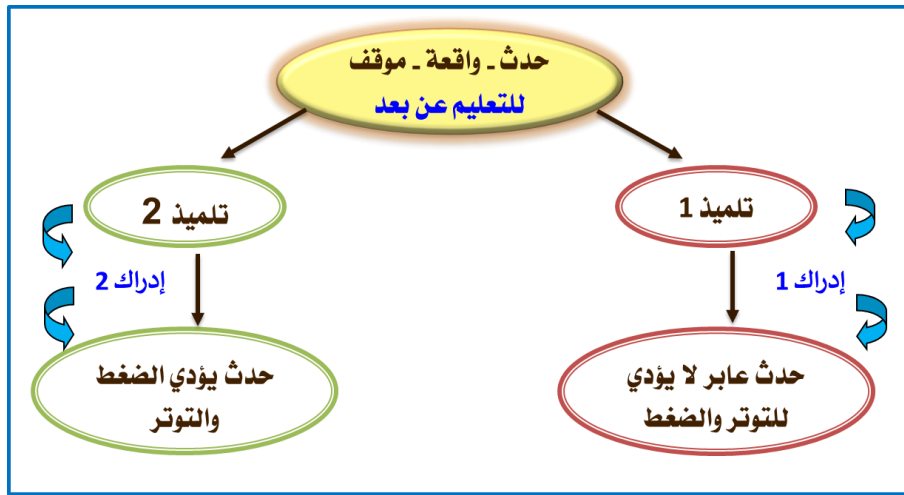 حدث ـ واقعة ـ موقف
للتعليم عن بعد
تلميذ 1
تلميذ 2
إدراك 1
إدراك 2
حدث عابر لا يؤدي
للتوتر والضغط
حدث يؤدي الضغط
والتوتر